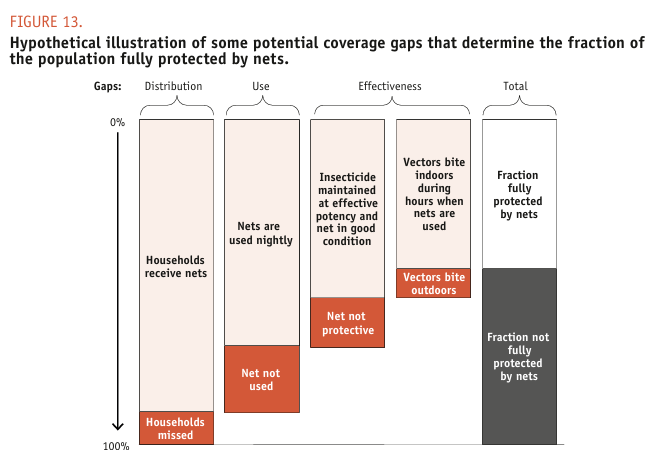 FIGURE 13.
Hypothetical illustration of some potential coverage gaps that determine the fraction of
the population fully protected by nets.
Gaps: Distribution Use Effectiveness Total
0%
Households
receive nets
Households
missed
Nets are
used nightly
Net not
used
Insecticide
maintained
at effective
potency and
net in good
condition
Net not
protective
Vectors bite
indoors
during
hours when
nets are
used
Vectors bite
outdoors
Fraction
fully
protected
by nets
Fraction not
fully
protected
by nets
100%